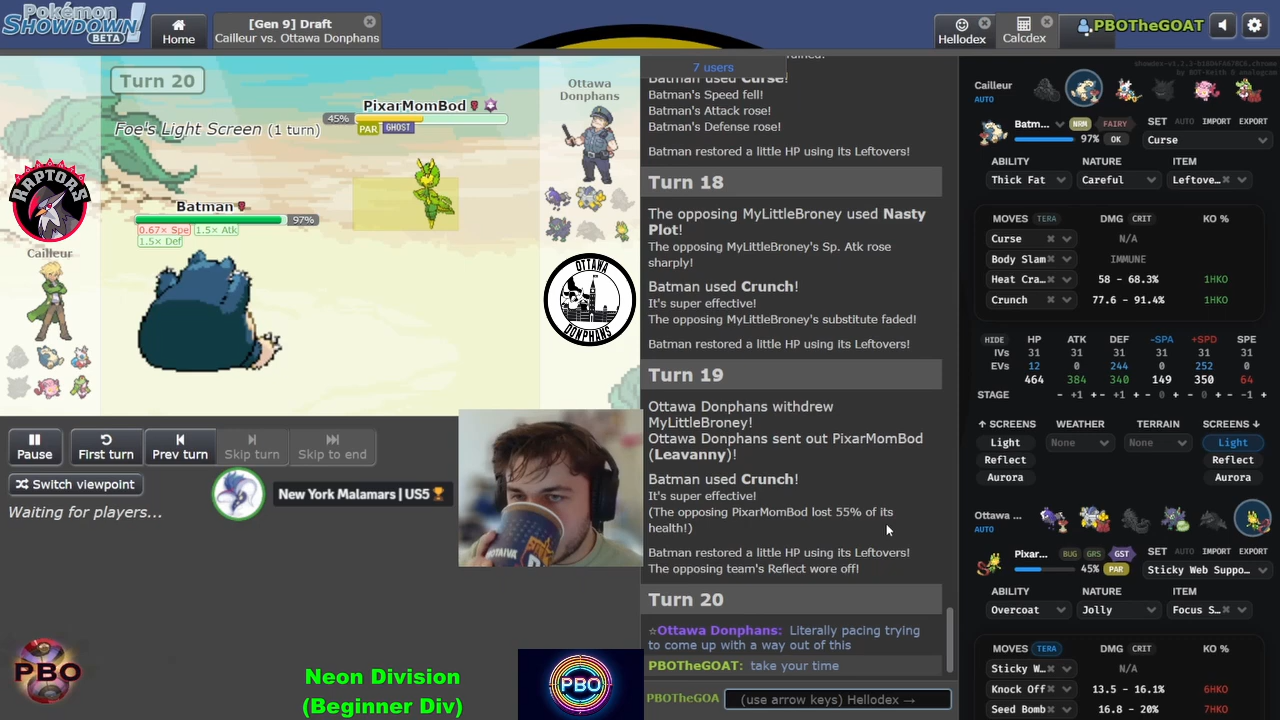 Pokémon
SHOWDOWN!
BETA
Home
[Gen 9] Draft
Cailleur vs. Ottawa Donphans
Hellodex
Calcdex
PBOTheGOAT
Turn 20
PixarMomBod
45%
PAR GHOST
Foe's Light Screen (1 turn)
Batman
97%
0.67× Spe 1.5× Atk
1.5× Def
RAPTORS
Cailleur
Ottawa
Donphans
OTTAWA
DONPHANS
7 users
Batman used Curse!
Batman's Speed fell!
Batman's Attack rose!
Batman's Defense rose!
Batman restored a little HP using its Leftovers!
Turn 18
The opposing MyLittleBroney used Nasty
Plot!
The opposing MyLittleBroney's Sp. Atk rose
sharply!
Batman used Crunch!
It's super effective!
The opposing MyLittleBroney's substitute faded!
Batman restored a little HP using its Leftovers!
Turn 19
Ottawa Donphans withdrew
MyLittleBroney!
Ottawa Donphans sent out PixarMomBod
(Leavanny)!
Batman used Crunch!
It's super effective!
(The opposing PixarMomBod lost 55% of its
health!)
Batman restored a little HP using its Leftovers!
The opposing team's Reflect wore off!
Turn 20
☆Ottawa Donphans: Literally pacing trying
to come up with a way out of this
PBOTheGOAT: take your time
PBOTheGOA
(use arrow keys) Hellodex →
Pause
First turn
Prev turn
Skip turn
Skip to end
Switch viewpoint
Waiting for players...
New York Malamars | US5
PBO
Neon Division
(Beginner Div)
PBO
Cailleur
AUTO
Batm...
NRM FAIRY
97% OK
SET AUTO IMPORT EXPORT
Curse
ABILITY NATURE ITEM
Thick Fat Careful Leftove...
MOVES TERA DMG CRIT KO %
Curse N/A
Body Slam IMMUNE
Heat Cra... 58 - 68.3% 1HKO
Crunch 77.6 - 91.4% 1HKO
HIDE HP ATK DEF -SPA +SPD SPE
IVs 31 31 31 31 31 31
EVs 12 0 244 0 252 0
464 384 340 149 350 64
STAGE - +1 + - +1 + - 0 + - 0 + - -1 +
↑ SCREENS WEATHER TERRAIN SCREENS ↓
Light None None Light
Reflect Reflect
Aurora Aurora
Ottawa ...
AUTO
Pixar...
BUG GRS GST
45% PAR
SET AUTO IMPORT EXPORT
Sticky Web Suppo...
ABILITY NATURE ITEM
Overcoat Jolly Focus S...
MOVES TERA DMG CRIT KO %
Sticky W... N/A
Knock Off 13.5 - 16.1% 6HKO
Seed Bomb 16.8 - 20% 7HKO